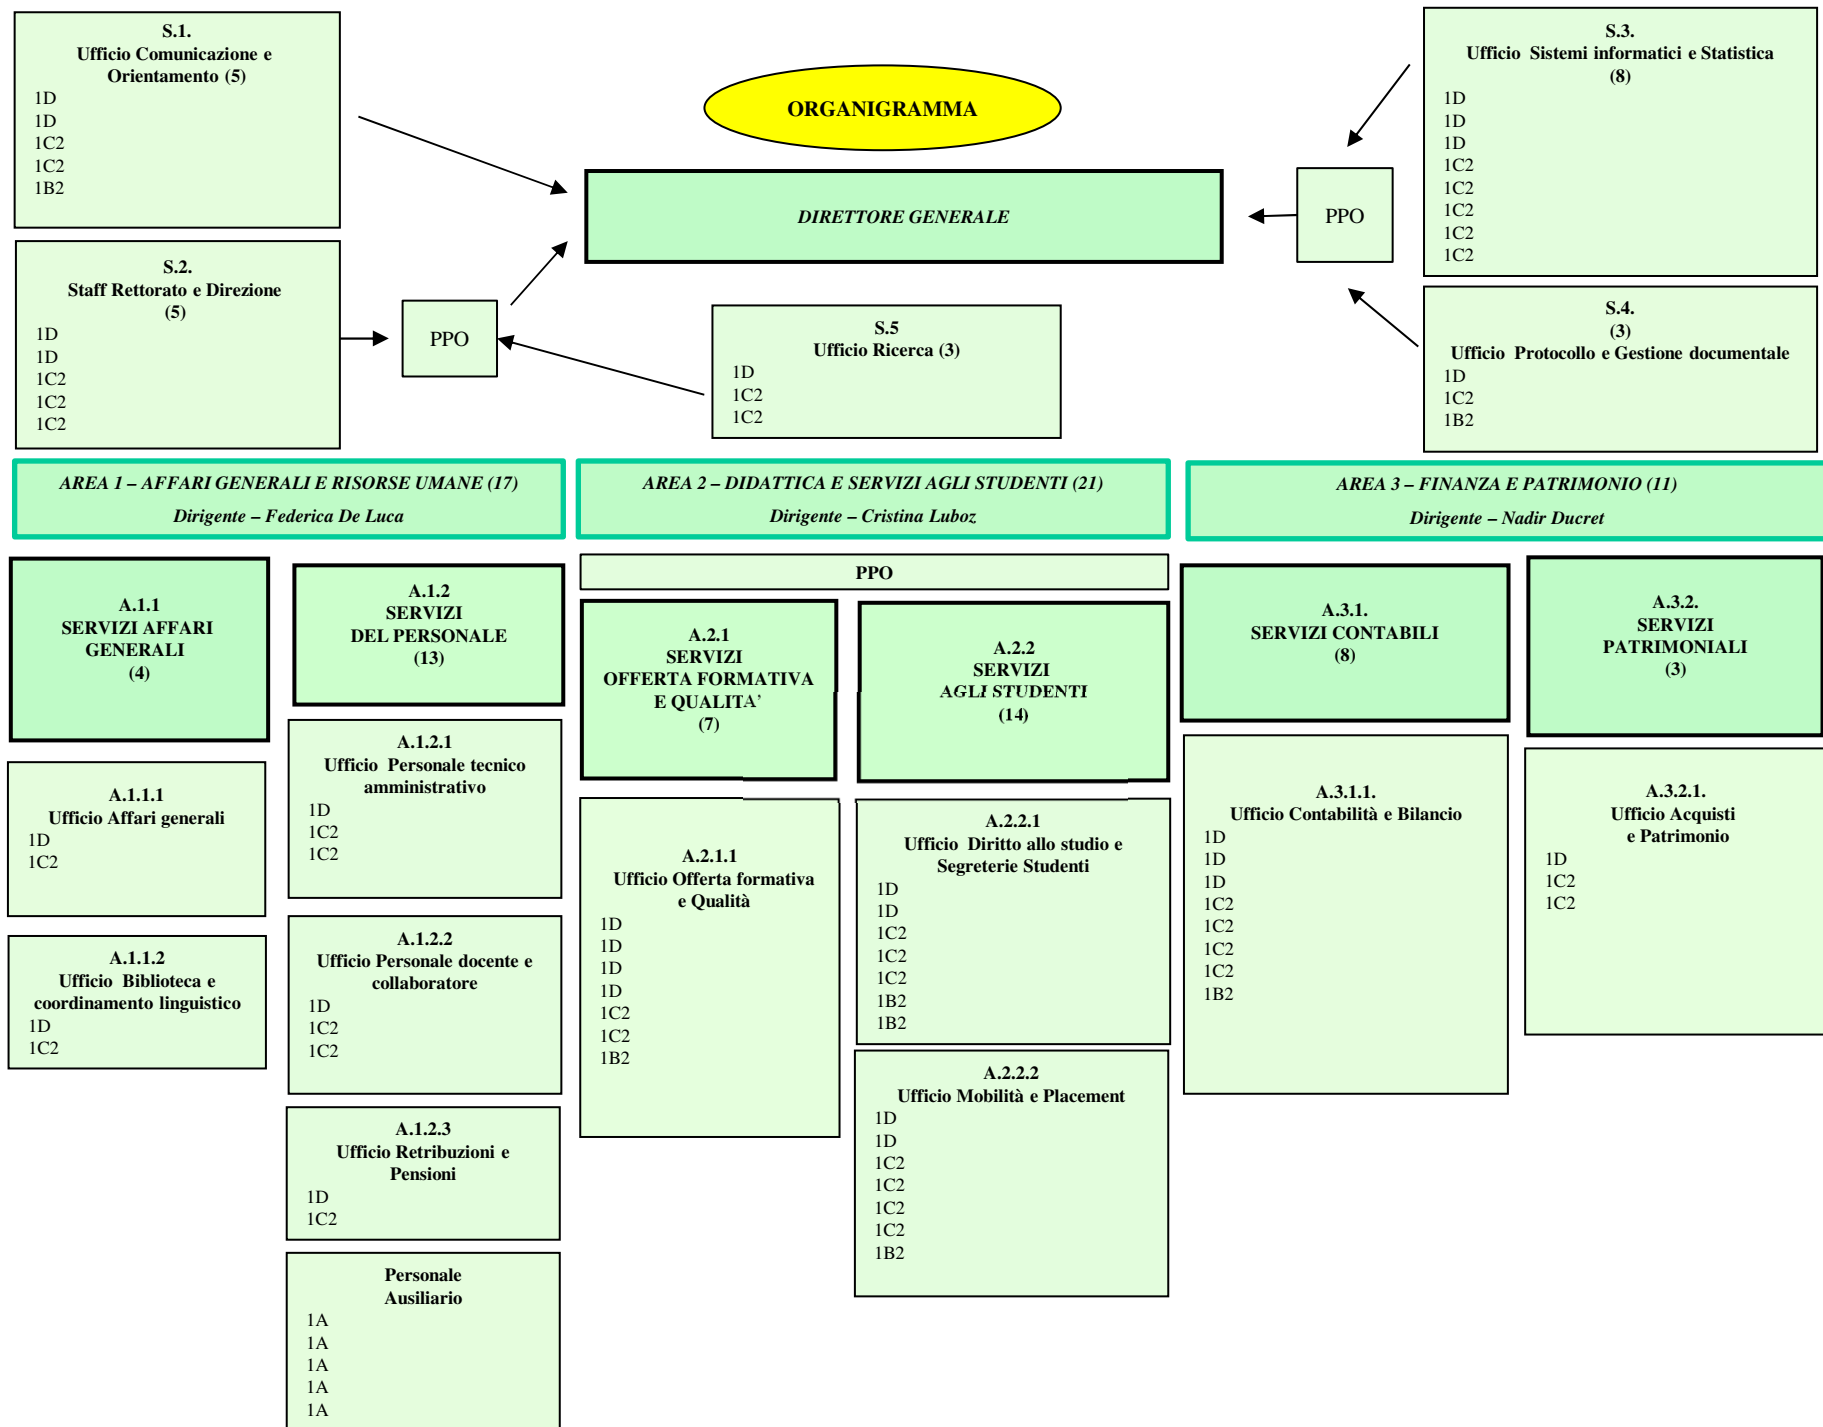 S.1.
Ufficio Comunicazione e
Orientamento (5)
1D
1D
1C2
1C2
1B2
ORGANIGRAMMA
S.3.
Ufficio Sistemi informatici e Statistica
(8)
1D
1D
1D
1C2
1C2
1C2
1C2
1C2
DIRETTORE GENERALE
PPO
S.2.
Staff Rettorato e Direzione
(5)
1D
1D
1C2
1C2
1C2
PPO
S.5
Ufficio Ricerca (3)
1D
1C2
1C2
S.4.
(3)
Ufficio Protocollo e Gestione documentale
1D
1C2
1B2
AREA 1 – AFFARI GENERALI E RISORSE UMANE (17)
Dirigente – Federica De Luca
AREA 2 – DIDATTICA E SERVIZI AGLI STUDENTI (21)
Dirigente – Cristina Luboz
AREA 3 – FINANZA E PATRIMONIO (11)
Dirigente – Nadir Ducret
A.1.1
SERVIZI AFFARI
GENERALI
(4)
A.1.1.1
Ufficio Affari generali
1D
1C2
A.1.1.2
Ufficio Biblioteca e
coordinamento linguistico
1D
1C2
A.1.2
SERVIZI
DEL PERSONALE
(13)
A.1.2.1
Ufficio Personale tecnico
amministrativo
1D
1C2
1C2
A.1.2.2
Ufficio Personale docente e
collaboratore
1D
1C2
1C2
A.1.2.3
Ufficio Retribuzioni e
Pensioni
1D
1C2
Personale
Ausiliario
1A
1A
1A
1A
1A
PPO
A.2.1
SERVIZI
OFFERTA FORMATIVA
E QUALITA’
(7)
A.2.1.1
Ufficio Offerta formativa
e Qualità
1D
1D
1D
1D
1C2
1C2
1B2
A.2.2
SERVIZI
AGLI STUDENTI
(14)
A.2.2.1
Ufficio Diritto allo studio e
Segreterie Studenti
1D
1D
1C2
1C2
1C2
1B2
1B2
A.2.2.2
Ufficio Mobilità e Placement
1D
1D
1C2
1C2
1C2
1C2
1B2
A.3.1.
SERVIZI CONTABILI
(8)
A.3.1.1.
Ufficio Contabilità e Bilancio
1D
1D
1D
1C2
1C2
1C2
1C2
1B2
A.3.2.
SERVIZI
PATRIMONIALI
(3)
A.3.2.1.
Ufficio Acquisti
e Patrimonio
1D
1C2
1C2